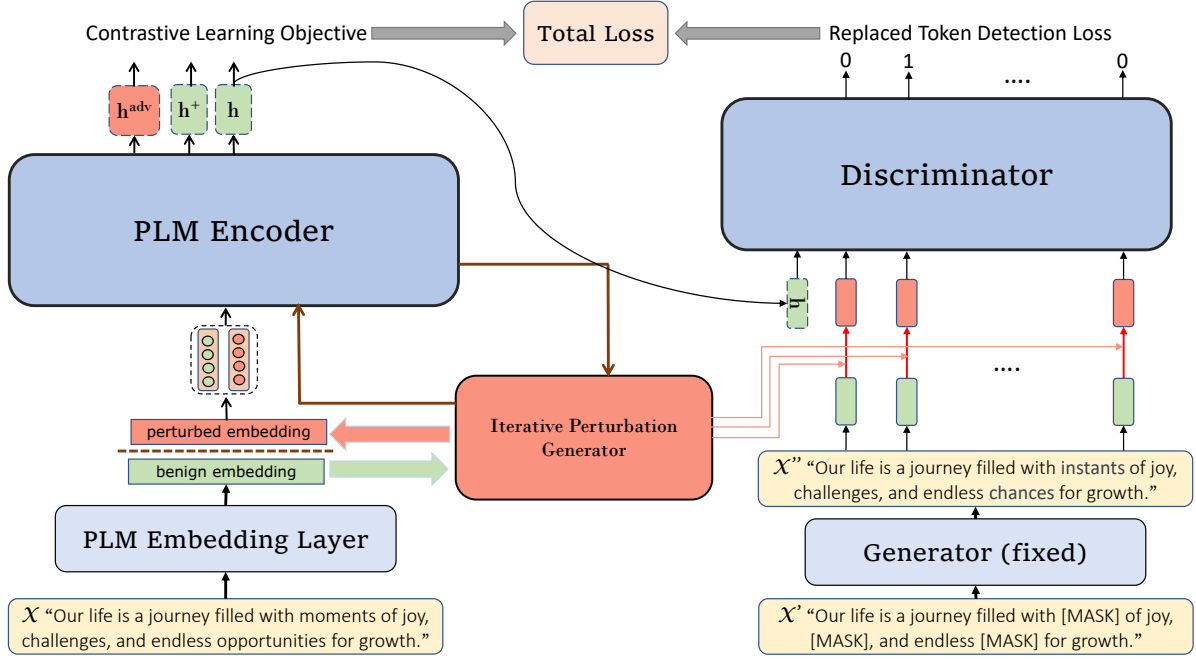 Contrastive Learning Objective
Total Loss
Replaced Token Detection Loss
0
1
....
0
h^adv
h^+
h
PLM Encoder
Discriminator
h
....
perturbed embedding
benign embedding
Iterative Perturbation
Generator
PLM Embedding Layer
X “Our life is a journey filled with moments of joy,
challenges, and endless opportunities for growth.”
X’’ “Our life is a journey filled with instants of joy,
challenges, and endless chances for growth.”
Generator (fixed)
X’ “Our life is a journey filled with [MASK] of joy,
[MASK], and endless [MASK] for growth.”